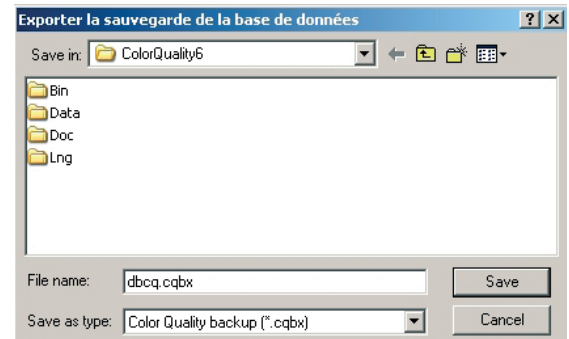 Exporter la sauvegarde de la base de données
Save in: ColorQuality6
Bin
Data
Doc
Lng
File name: dbcq.cqbx Save
Save as type: Color Quality backup (*.cqbx) Cancel